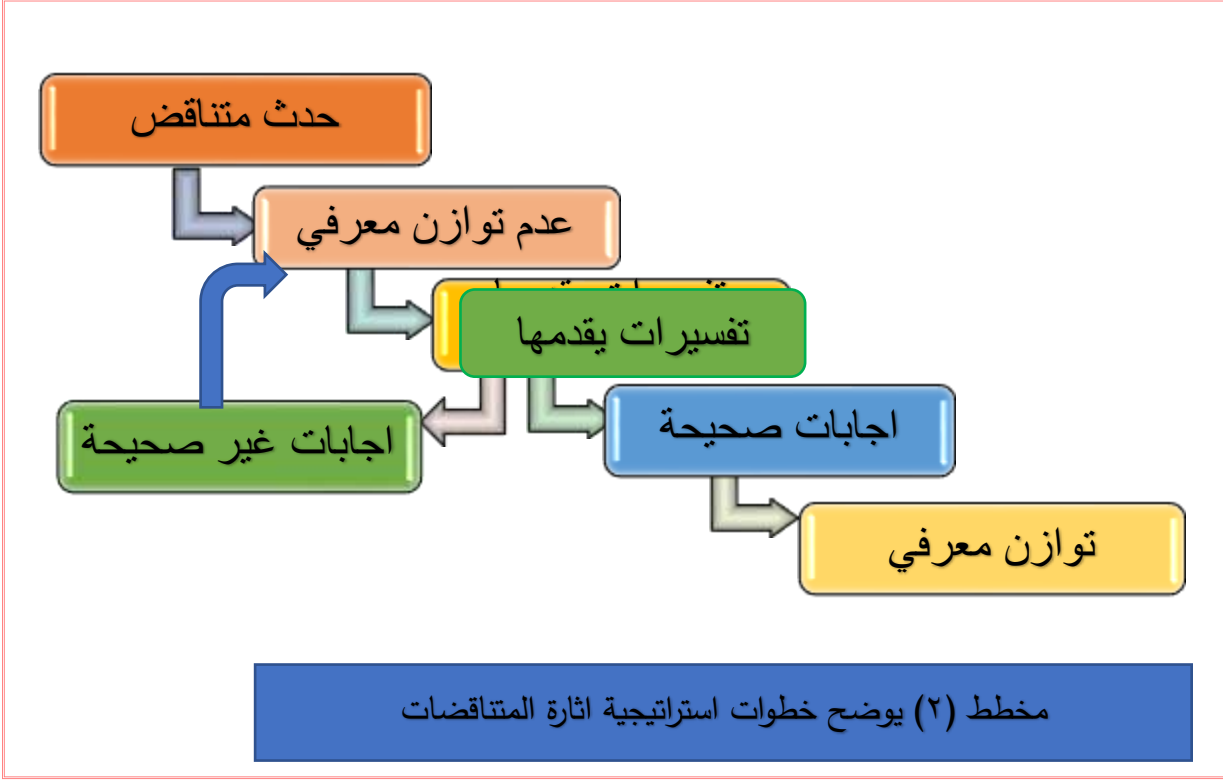 حدث متناقض
عدم توازن معرفي
تفسيرات يقدمها
اجابات صحيحة
اجابات غير صحيحة
توازن معرفي
مخطط (٢) يوضح خطوات استراتيجية اثارة المتناقضات